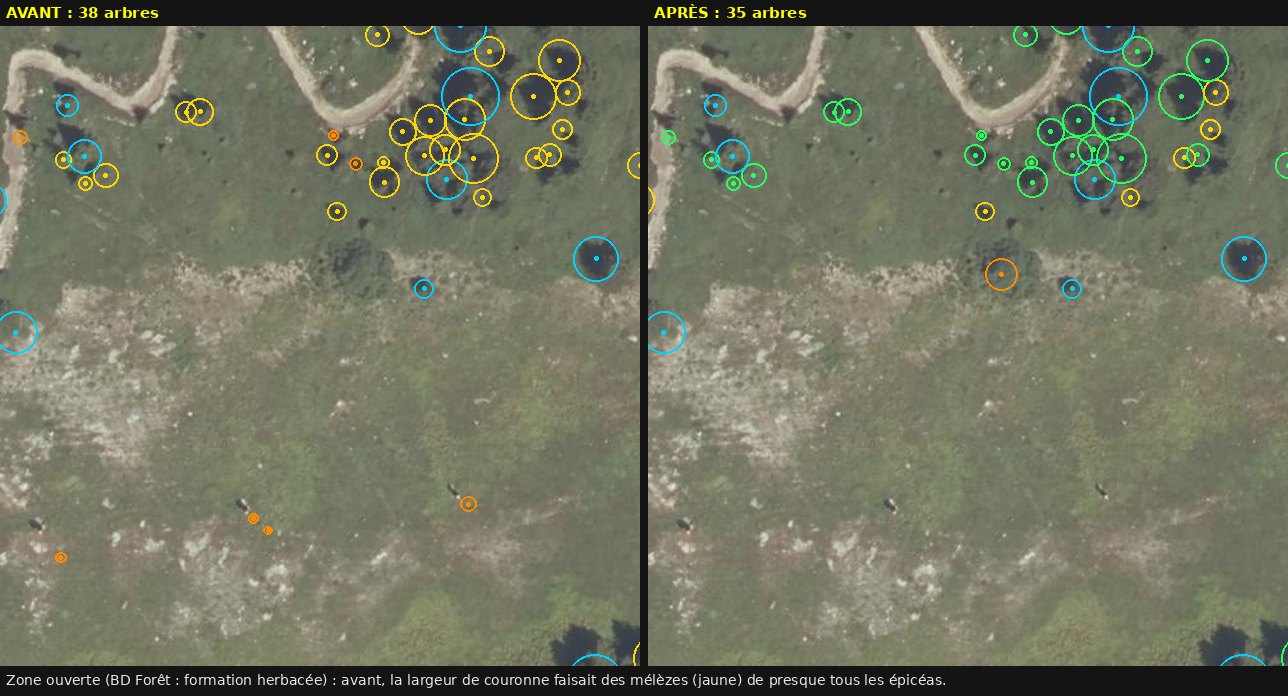 AVANT : 38 arbres
APRÈS : 35 arbres
Zone ouverte (BD Forêt : formation herbacée) : avant, la largeur de couronne faisait des mélèzes (jaune) de presque tous les épicéas.